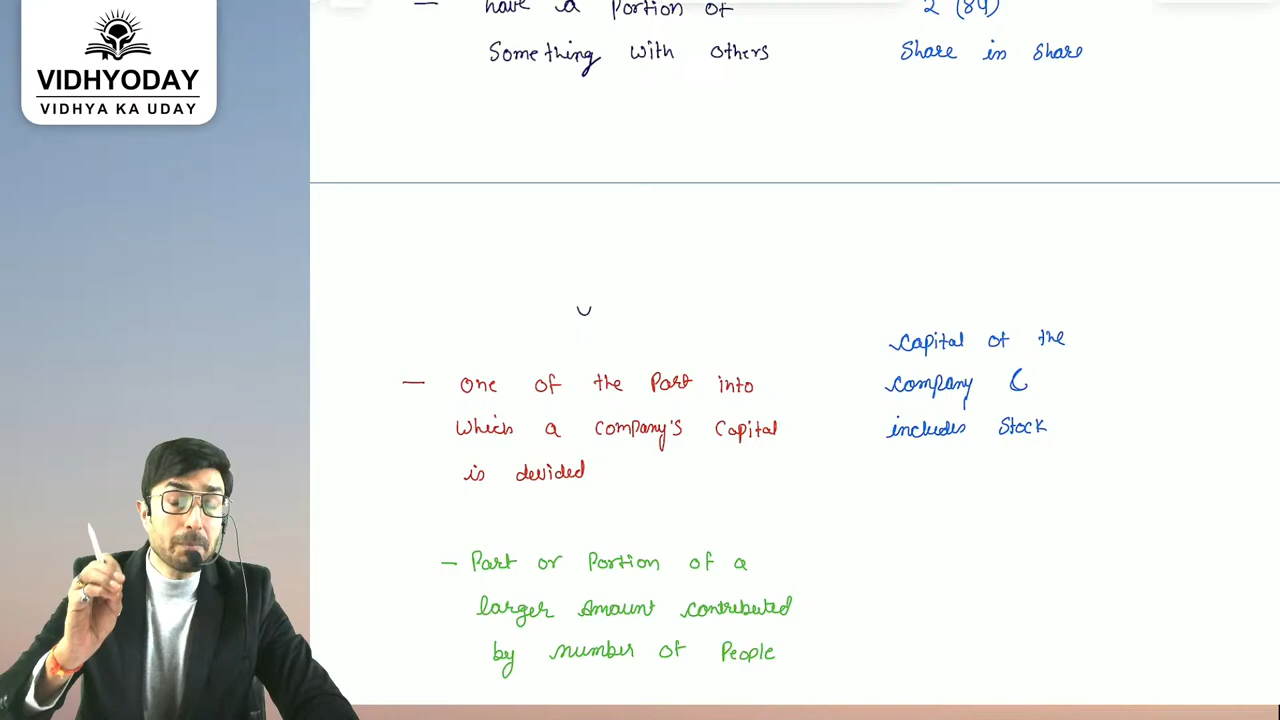 VIDHYODAY
VIDHYA KA UDAY
— have a Portion of
Something with others
2 (84)
Share in Share
— One of the Part into
which a company's Capital
is devided
Capital of the
company (
includes Stock
— Part or Portion of a
larger Amount contributed
by number of People